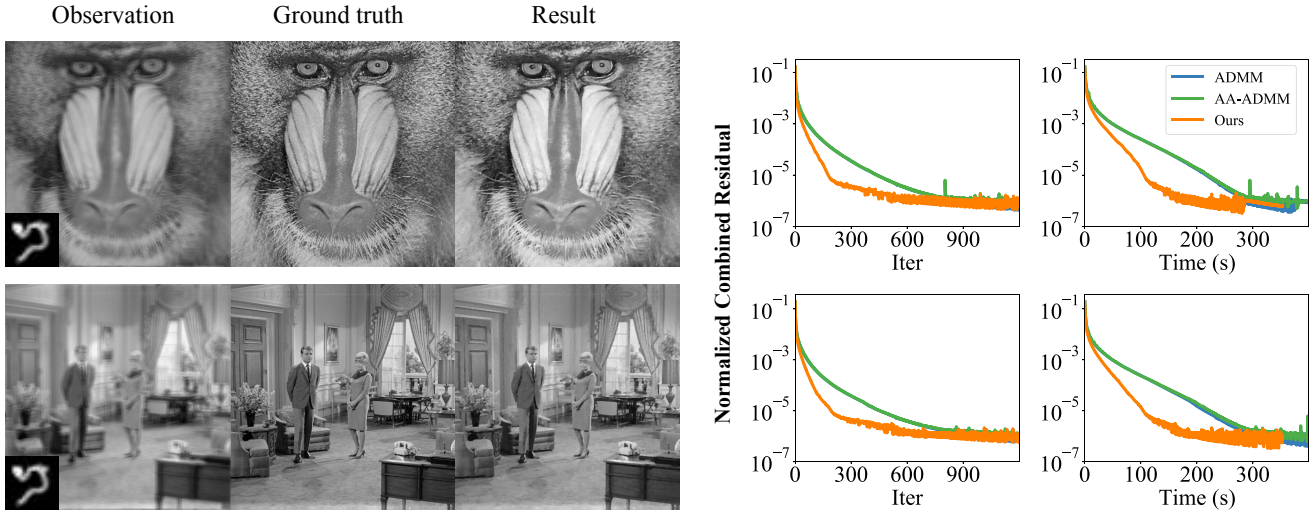 Observation Ground truth Result
Normalized Combined Residual
10⁻¹
10⁻³
10⁻⁵
10⁻⁷
0 300 600 900
Iter
10⁻¹
10⁻³
10⁻⁵
10⁻⁷
0 100 200 300
Time (s)
ADMM
AA-ADMM
Ours
10⁻¹
10⁻³
10⁻⁵
10⁻⁷
0 300 600 900
Iter
10⁻¹
10⁻³
10⁻⁵
10⁻⁷
0 100 200 300
Time (s)